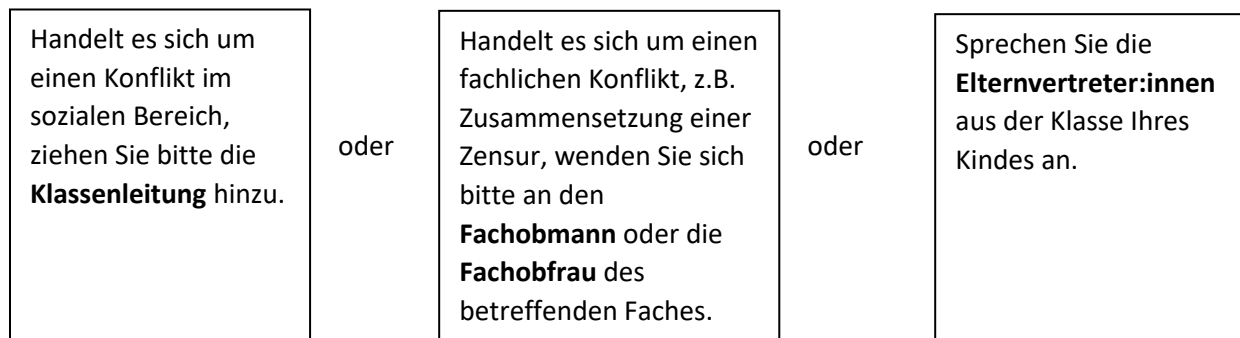 Handelt es sich um
einen Konflikt im
sozialen Bereich,
ziehen Sie bitte die
Klassenleitung hinzu.
oder
Handelt es sich um einen
fachlichen Konflikt, z.B.
Zusammensetzung einer
Zensur, wenden Sie sich
bitte an den
Fachobmann oder die
Fachobfrau des
betreffenden Faches.
oder
Sprechen Sie die
Elternvertreter:innen
aus der Klasse Ihres
Kindes an.